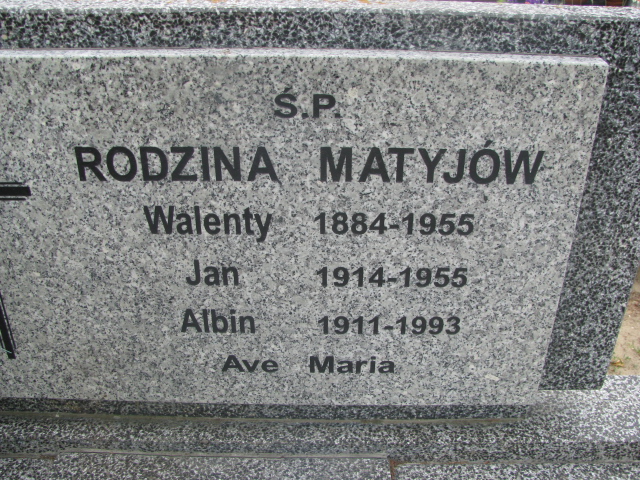 Ś.P.
RODZINA MATYJÓW
Walenty 1884-1955
Jan 1914-1955
Albin 1911-1993
Ave Maria